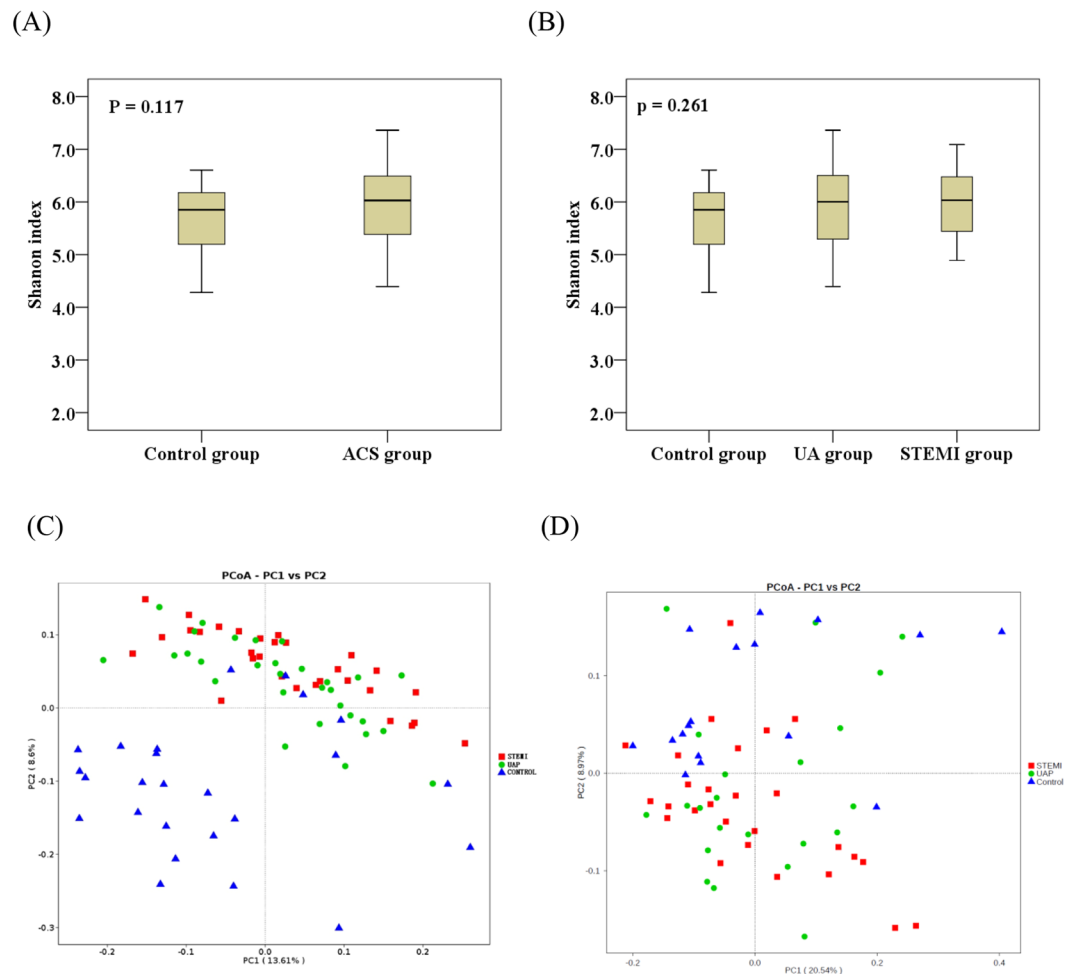 (A)
P = 0.117
8.0
7.0
6.0
5.0
4.0
3.0
2.0
Shanon index
Control group
ACS group
(B)
p = 0.261
8.0
7.0
6.0
5.0
4.0
3.0
2.0
Shanon index
Control group
UA group
STEMI group
(C)
PCoA - PC1 vs PC2
0.1
0.0
-0.1
-0.2
-0.3
PC2 ( 8.6%)
-0.2
-0.1
0.0
0.1
0.2
PC1 ( 13.61%)
STEMI
UAP
CONTROL
(D)
PCoA - PC1 vs PC2
0.1
0.0
-0.1
PC2 ( 8.97%)
-0.2
0.0
0.2
0.4
PC1 ( 20.54%)
STEMI
UAP
Control